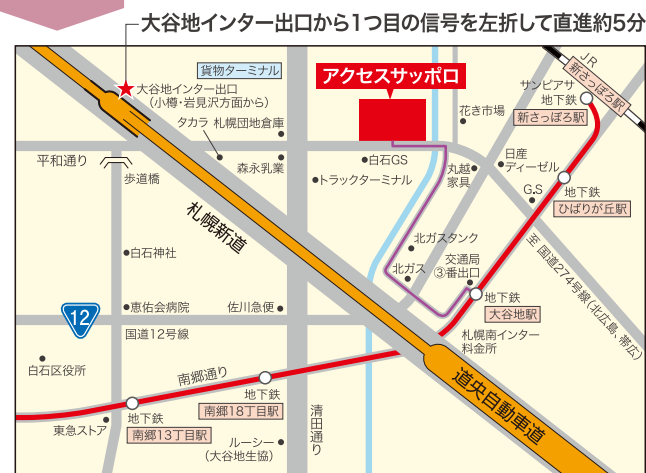 大谷地インター出口から1つ目の信号を左折して直進約5分
貨物ターミナル
アクセスサッポロ
大谷地インター出口
(小樽・岩見沢方面から)
タカラ
札幌団地倉庫
森永乳業
平和通り
歩道橋
白石GS
トラックターミナル
花き市場
丸越
家具
日産
ディーゼル
G.S
サンピアザ
地下鉄
新さっぽろ駅
JR
新さっぽろ駅
地下鉄
ひばりが丘駅
至 国道274号線(北広島、帯広)
札幌新道
北ガスタンク
北ガス
交通局
③番出口
地下鉄
大谷地駅
札幌南インター
料金所
白石神社
恵佑会病院
佐川急便
12
国道12号線
白石区役所
南郷通り
地下鉄
南郷18丁目駅
地下鉄
南郷13丁目駅
東急ストア
ルーシー
(大谷地生協)
清田通り
道央自動車道